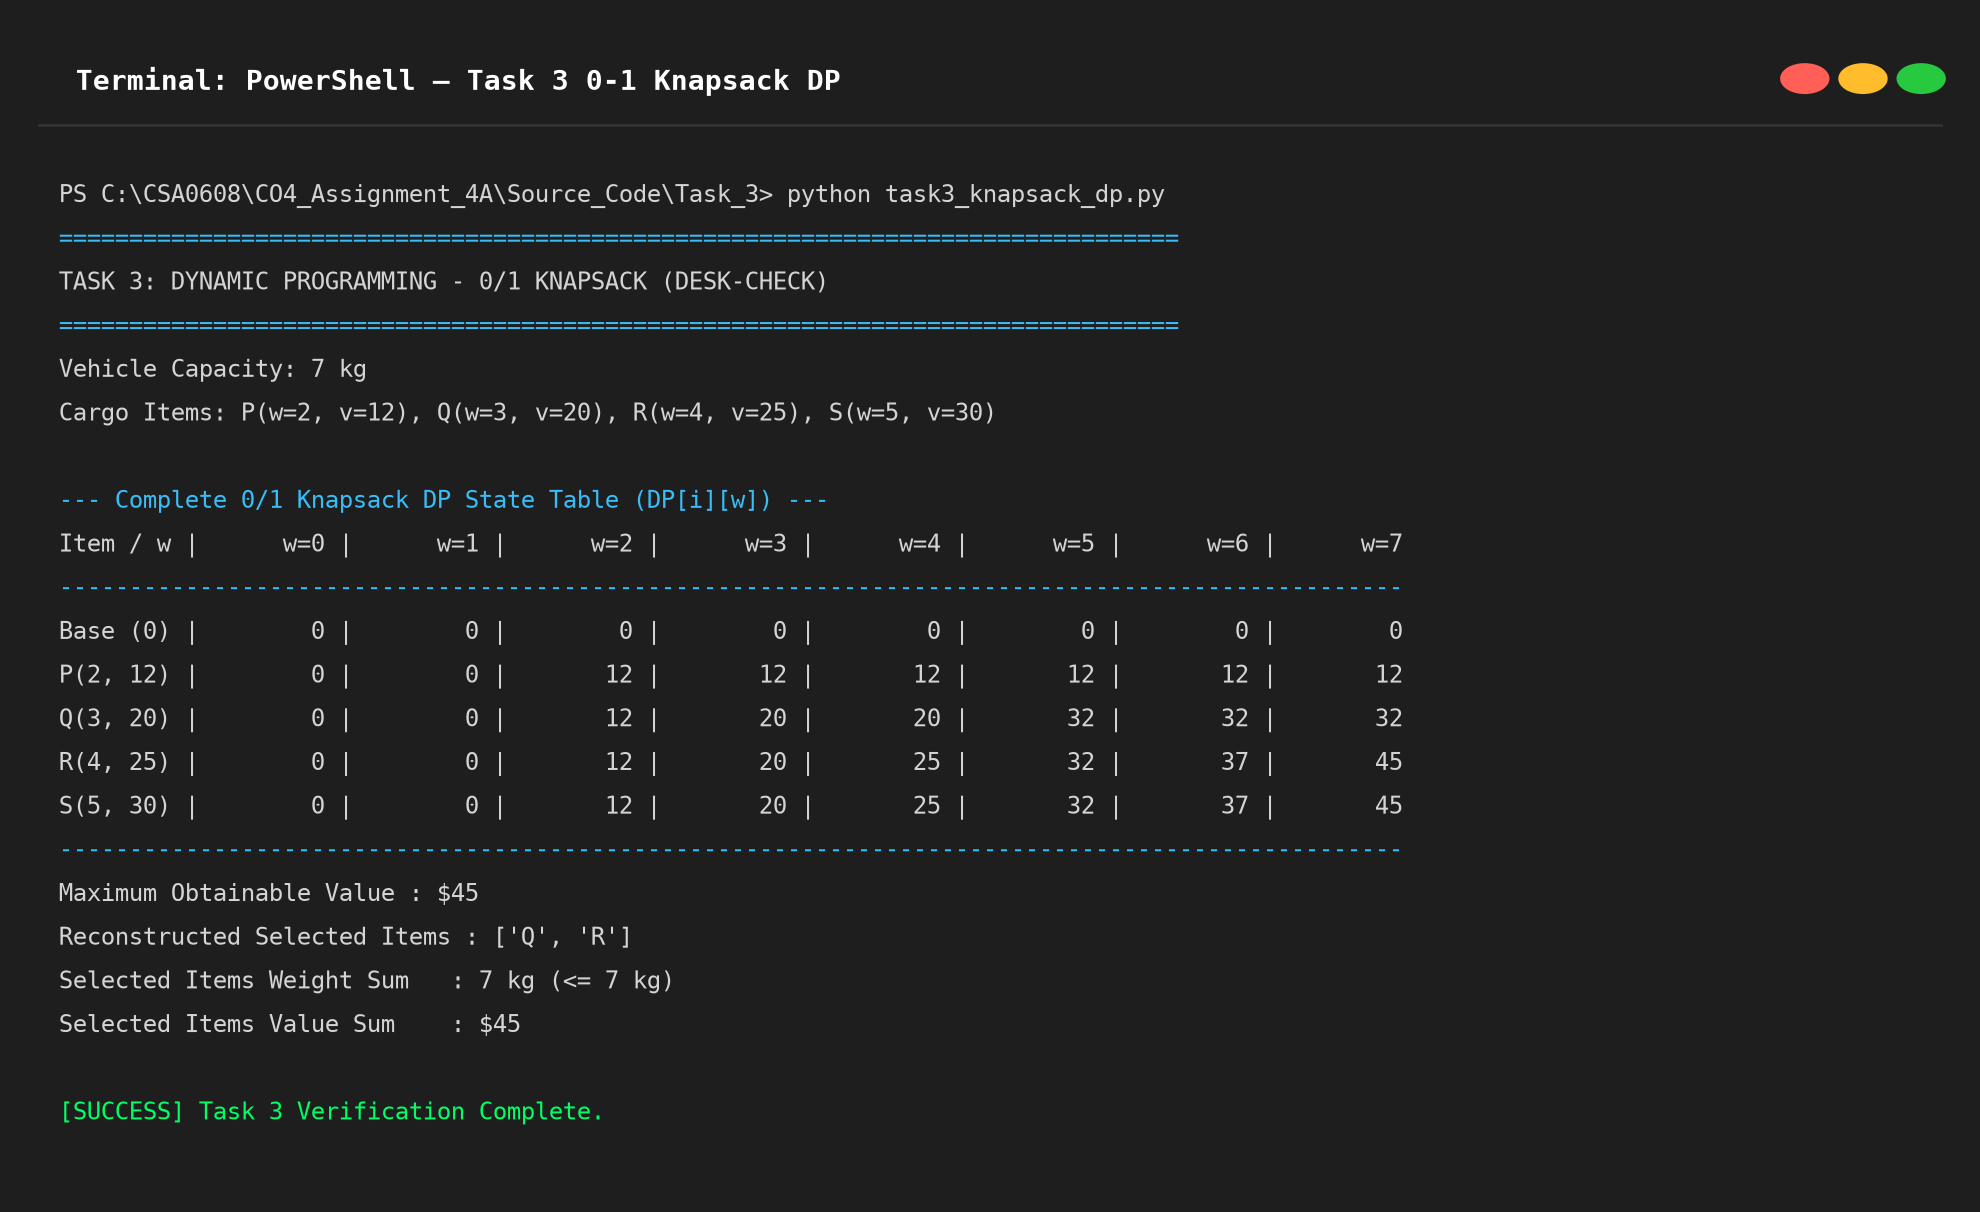 Terminal: PowerShell — Task 3 0-1 Knapsack DP
PS C:\CSA0608\CO4_Assignment_4A\Source_Code\Task_3> python task3_knapsack_dp.py
================================================================================
TASK 3: DYNAMIC PROGRAMMING - 0/1 KNAPSACK (DESK-CHECK)
================================================================================
Vehicle Capacity: 7 kg
Cargo Items: P(w=2, v=12), Q(w=3, v=20), R(w=4, v=25), S(w=5, v=30)
--- Complete 0/1 Knapsack DP State Table (DP[i][w]) ---
Item / w |      w=0 |      w=1 |      w=2 |      w=3 |      w=4 |      w=5 |      w=6 |      w=7
------------------------------------------------------------------------------------------------
Base (0) |        0 |        0 |        0 |        0 |        0 |        0 |        0 |        0
P(2, 12) |        0 |        0 |       12 |       12 |       12 |       12 |       12 |       12
Q(3, 20) |        0 |        0 |       12 |       20 |       20 |       32 |       32 |       32
R(4, 25) |        0 |        0 |       12 |       20 |       25 |       32 |       37 |       45
S(5, 30) |        0 |        0 |       12 |       20 |       25 |       32 |       37 |       45
------------------------------------------------------------------------------------------------
Maximum Obtainable Value : $45
Reconstructed Selected Items : ['Q', 'R']
Selected Items Weight Sum   : 7 kg (<= 7 kg)
Selected Items Value Sum    : $45
[SUCCESS] Task 3 Verification Complete.